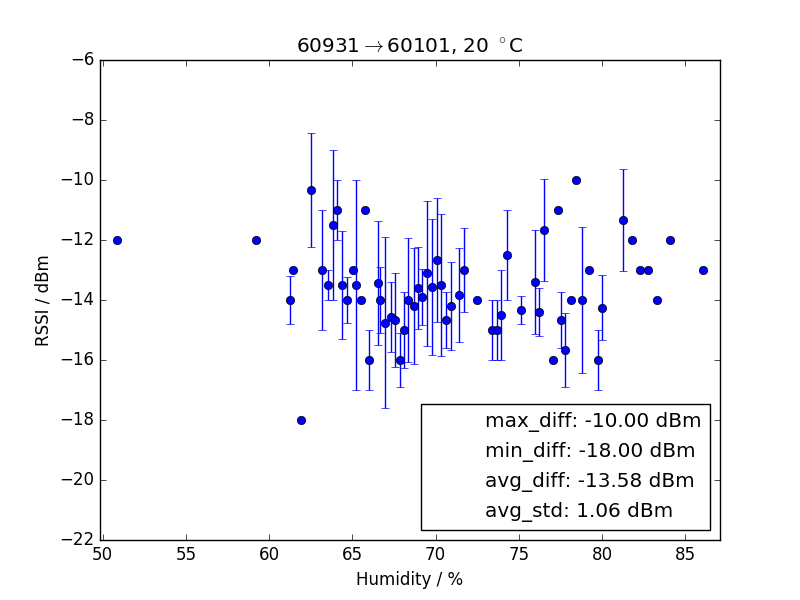 60931→60101, 20 °C
−6
−8
−10
−12
−14
−16
−18
−20
−22
RSSI / dBm
max_diff: -10.00 dBm
min_diff: -18.00 dBm
avg_diff: -13.58 dBm
avg_std: 1.06 dBm
50 55 60 65 70 75 80 85
Humidity / %